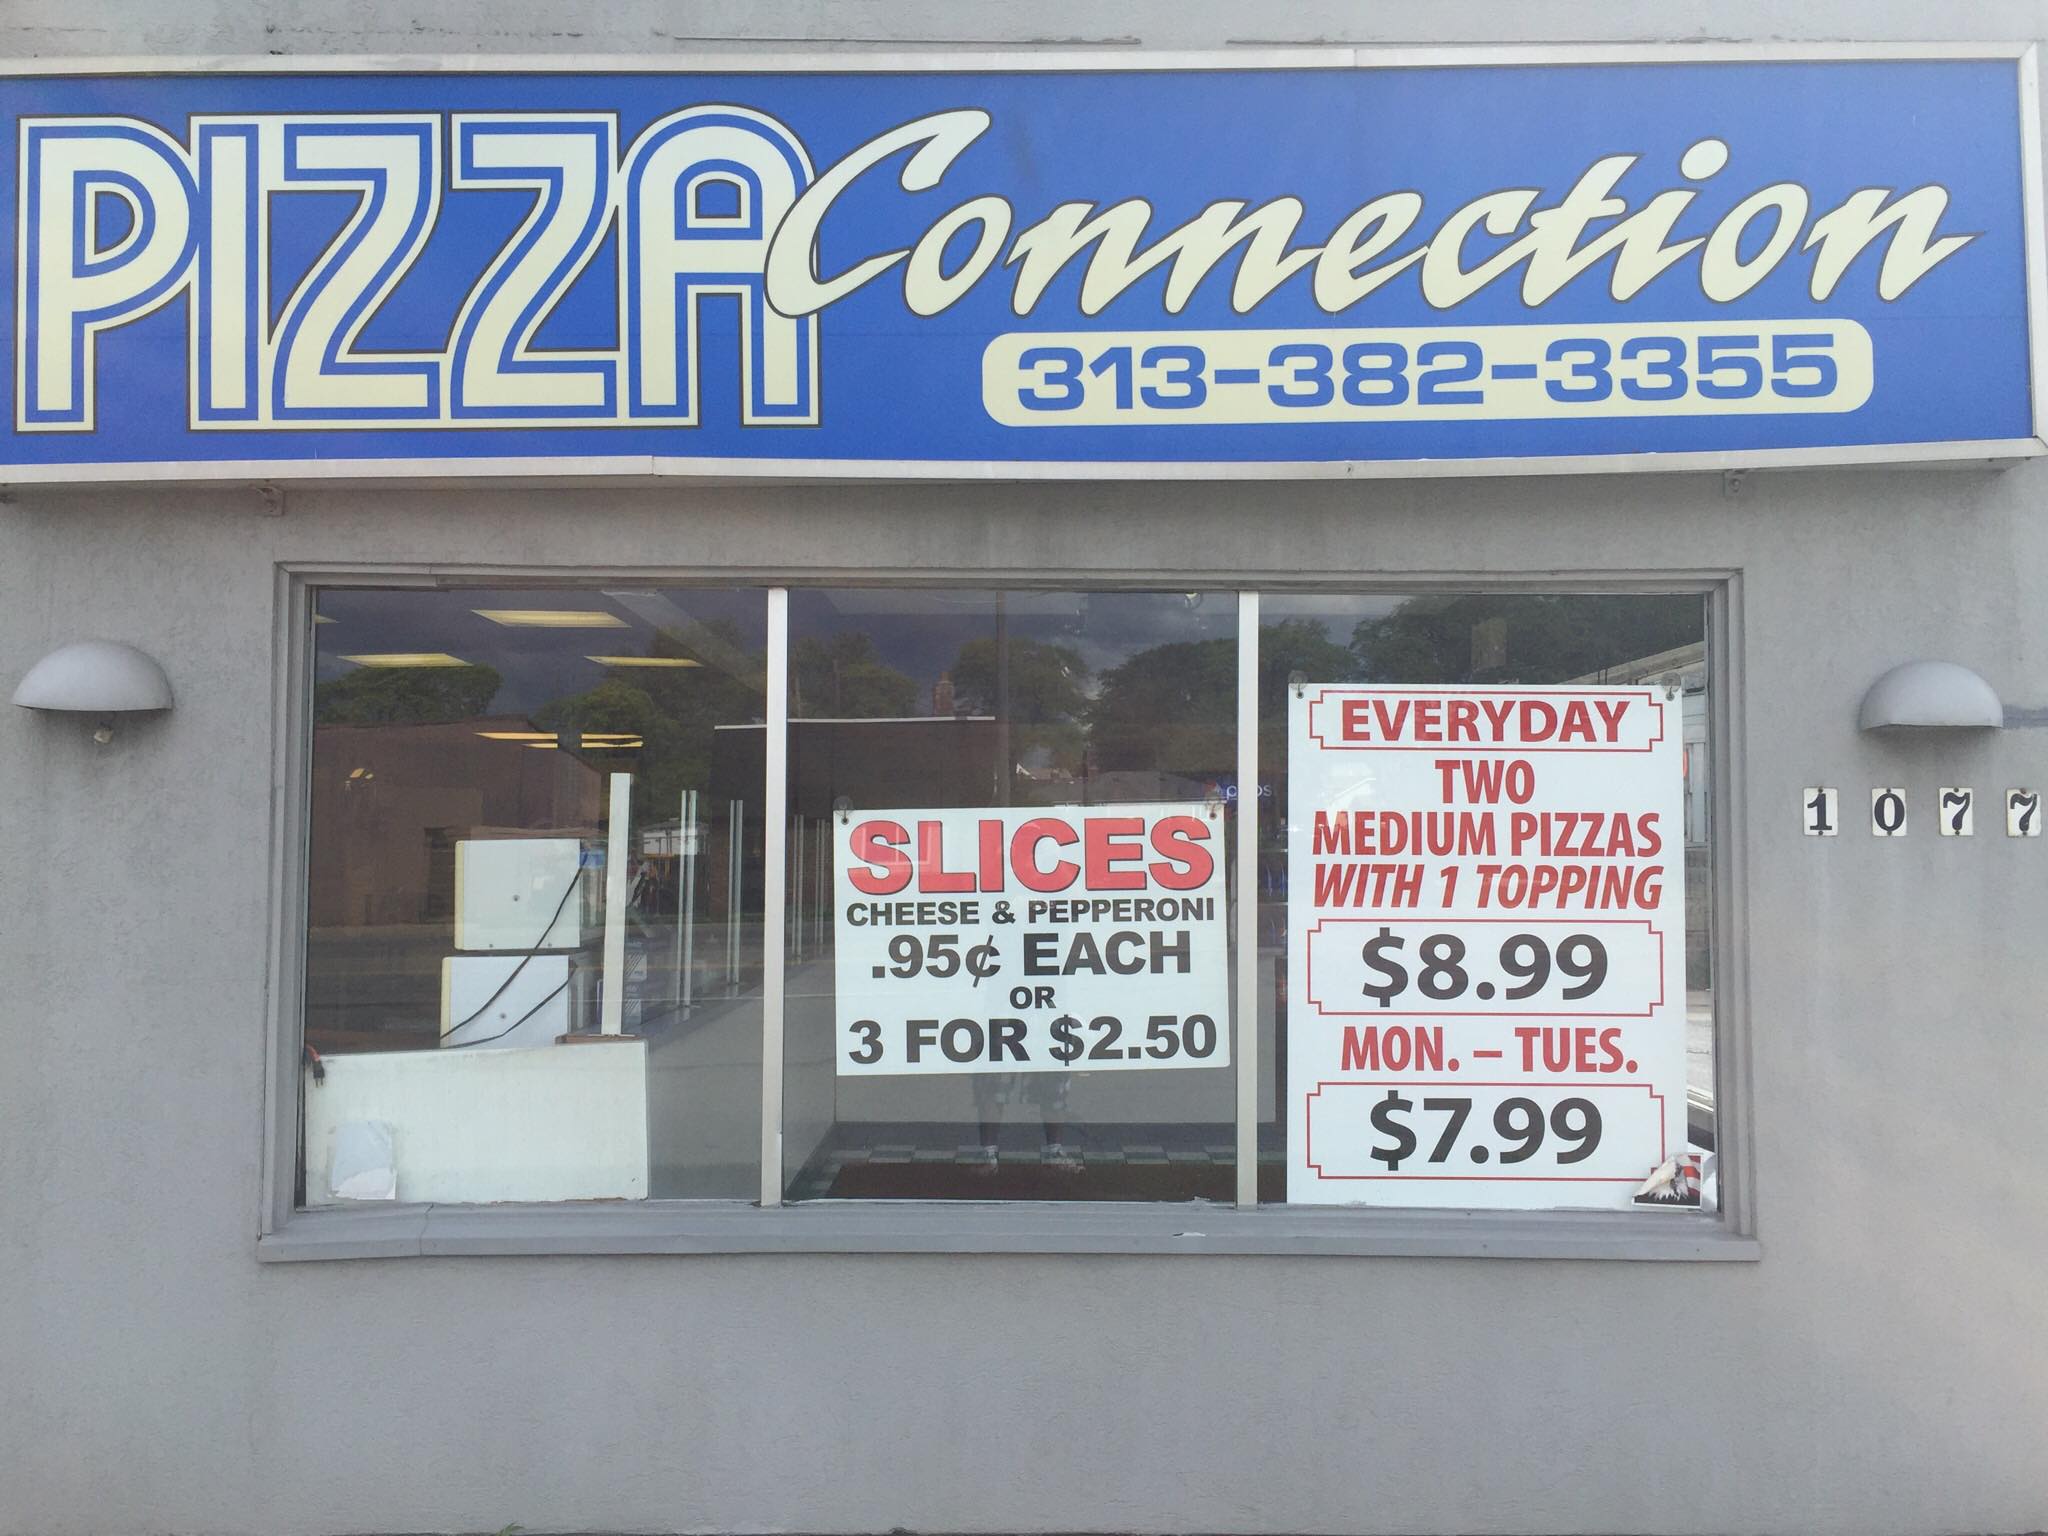 PIZZA Connection
313-382-3355
SLICES
CHEESE & PEPPERONI
.95¢ EACH
OR
3 FOR $2.50
EVERYDAY
TWO
MEDIUM PIZZAS
WITH 1 TOPPING
$8.99
MON. – TUES.
$7.99
1077